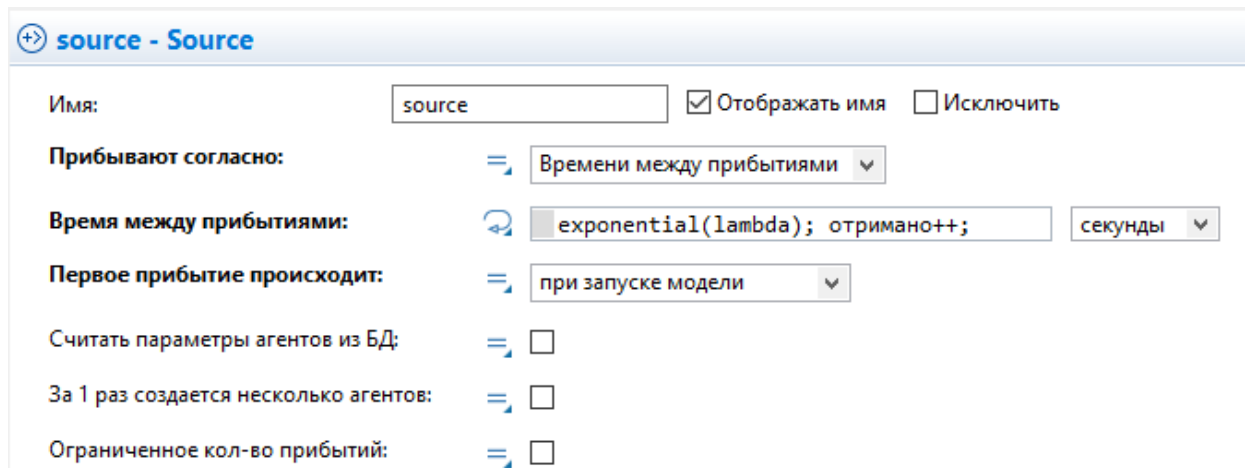 source - Source
Имя: source Отображать имя Исключить
Прибывают согласно: Времени между прибытиями
Время между прибытиями: exponential(lambda); отримано++; секунды
Первое прибытие происходит: при запуске модели
Считать параметры агентов из БД:
За 1 раз создается несколько агентов:
Ограниченное кол-во прибытий: